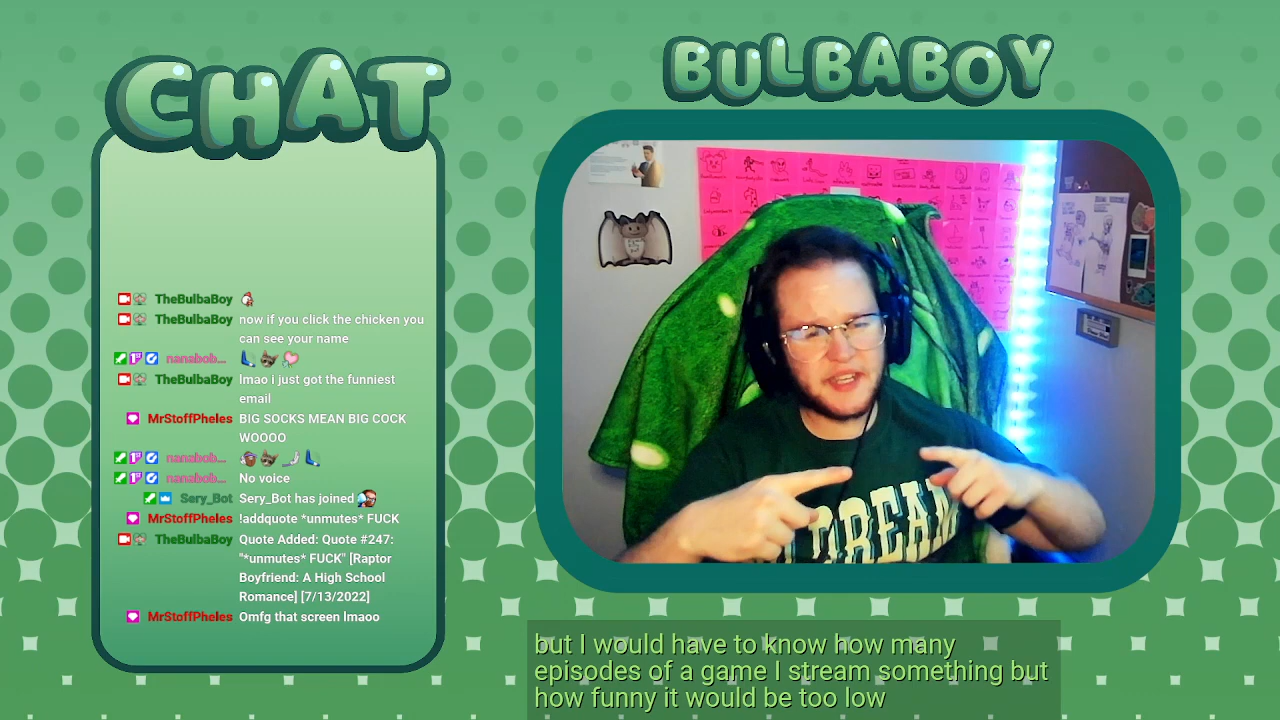 CHAT
BULBABOY
TheBulbaBoy
TheBulbaBoy now if you click the chicken you
can see your name
nanabob...
TheBulbaBoy lmao i just got the funniest
email
MrStoffPheles BIG SOCKS MEAN BIG COCK
WOOOO
nanabob...
nanabob... No voice
Sery_Bot Sery_Bot has joined
MrStoffPheles !addquote *unmutes* FUCK
TheBulbaBoy Quote Added: Quote #247:
"*unmutes* FUCK" [Raptor
Boyfriend: A High School
Romance] [7/13/2022]
MrStoffPheles Omfg that screen lmaoo
DREAM
but I would have to know how many
episodes of a game I stream something but
how funny it would be too low